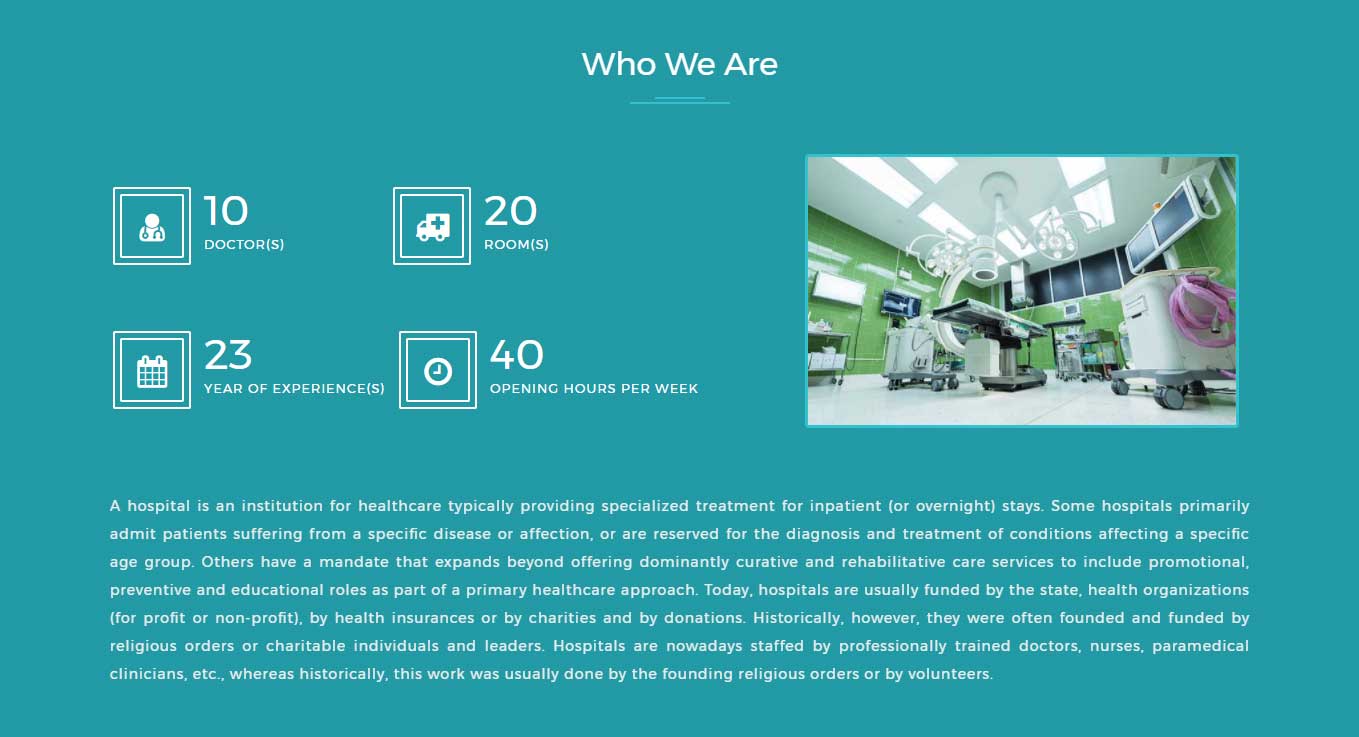 Who We Are
10
DOCTOR(S)
20
ROOM(S)
23
YEAR OF EXPERIENCE(S)
40
OPENING HOURS PER WEEK
A hospital is an institution for healthcare typically providing specialized treatment for inpatient (or overnight) stays. Some hospitals primarily
admit patients suffering from a specific disease or affection, or are reserved for the diagnosis and treatment of conditions affecting a specific
age group. Others have a mandate that expands beyond offering dominantly curative and rehabilitative care services to include promotional,
preventive and educational roles as part of a primary healthcare approach. Today, hospitals are usually funded by the state, health organizations
(for profit or non-profit), by health insurances or by charities and by donations. Historically, however, they were often founded and funded by
religious orders or charitable individuals and leaders. Hospitals are nowadays staffed by professionally trained doctors, nurses, paramedical
clinicians, etc., whereas historically, this work was usually done by the founding religious orders or by volunteers.